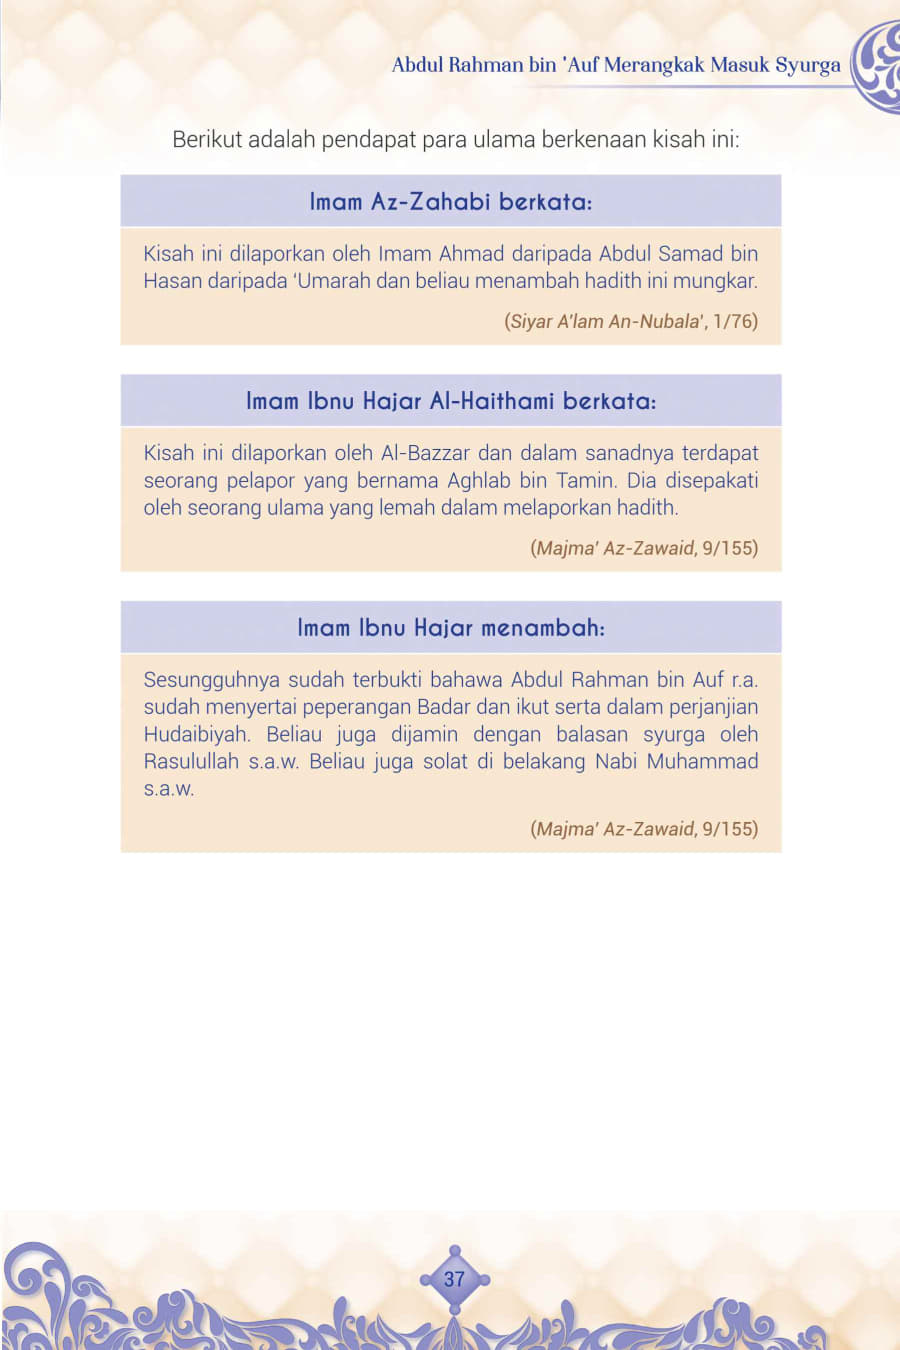 Abdul Rahman bin 'Auf Merangkak Masuk Syurga
Berikut adalah pendapat para ulama berkenaan kisah ini:
Imam Az-Zahabi berkata:
Kisah ini dilaporkan oleh Imam Ahmad daripada Abdul Samad bin
Hasan daripada ‘Umarah dan beliau menambah hadith ini mungkar.
(Siyar A'lam An-Nubala', 1/76)
Imam Ibnu Hajar Al-Haithami berkata:
Kisah ini dilaporkan oleh Al-Bazzar dan dalam sanadnya terdapat
seorang pelapor yang bernama Aghlab bin Tamin. Dia disepakati
oleh seorang ulama yang lemah dalam melaporkan hadith.
(Majma' Az-Zawaid, 9/155)
Imam Ibnu Hajar menambah:
Sesungguhnya sudah terbukti bahawa Abdul Rahman bin Auf r.a.
sudah menyertai peperangan Badar dan ikut serta dalam perjanjian
Hudaibiyah. Beliau juga dijamin dengan balasan syurga oleh
Rasulullah s.a.w. Beliau juga solat di belakang Nabi Muhammad
s.a.w.
(Majma' Az-Zawaid, 9/155)
37